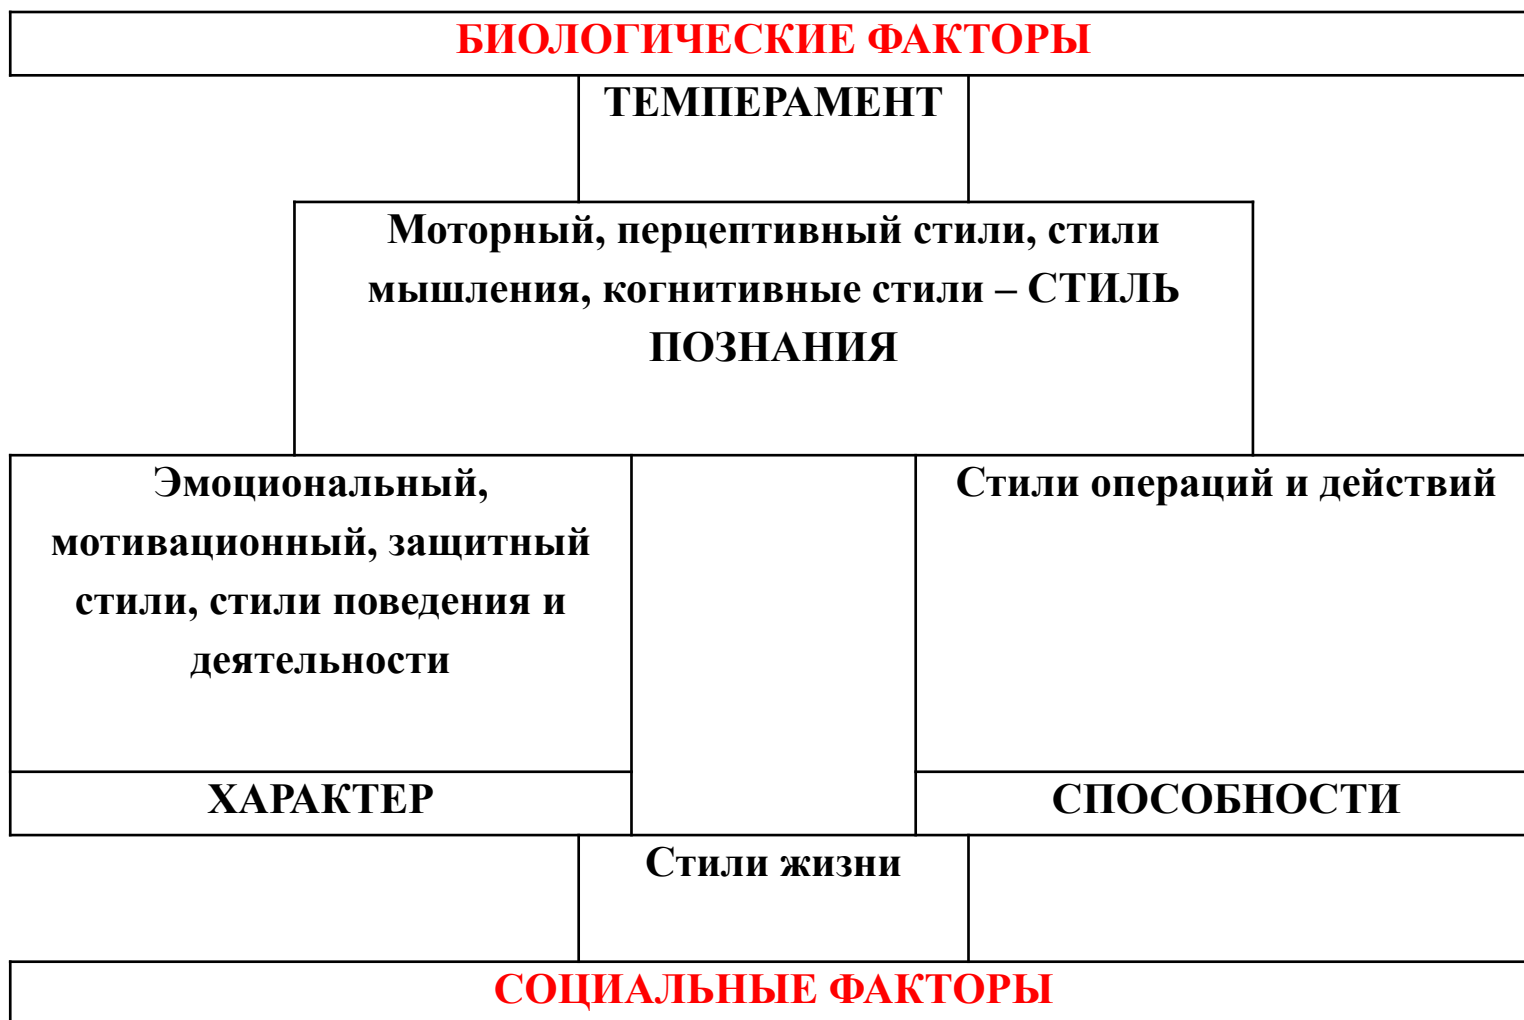 БИОЛОГИЧЕСКИЕ ФАКТОРЫ
ТЕМПЕРАМЕНТ
Моторный, перцептивный стили, стили
мышления, когнитивные стили – СТИЛЬ
ПОЗНАНИЯ
Эмоциональный,
мотивационный, защитный
стили, стили поведения и
деятельности
Стили операций и действий
ХАРАКТЕР
СПОСОБНОСТИ
Стили жизни
СОЦИАЛЬНЫЕ ФАКТОРЫ